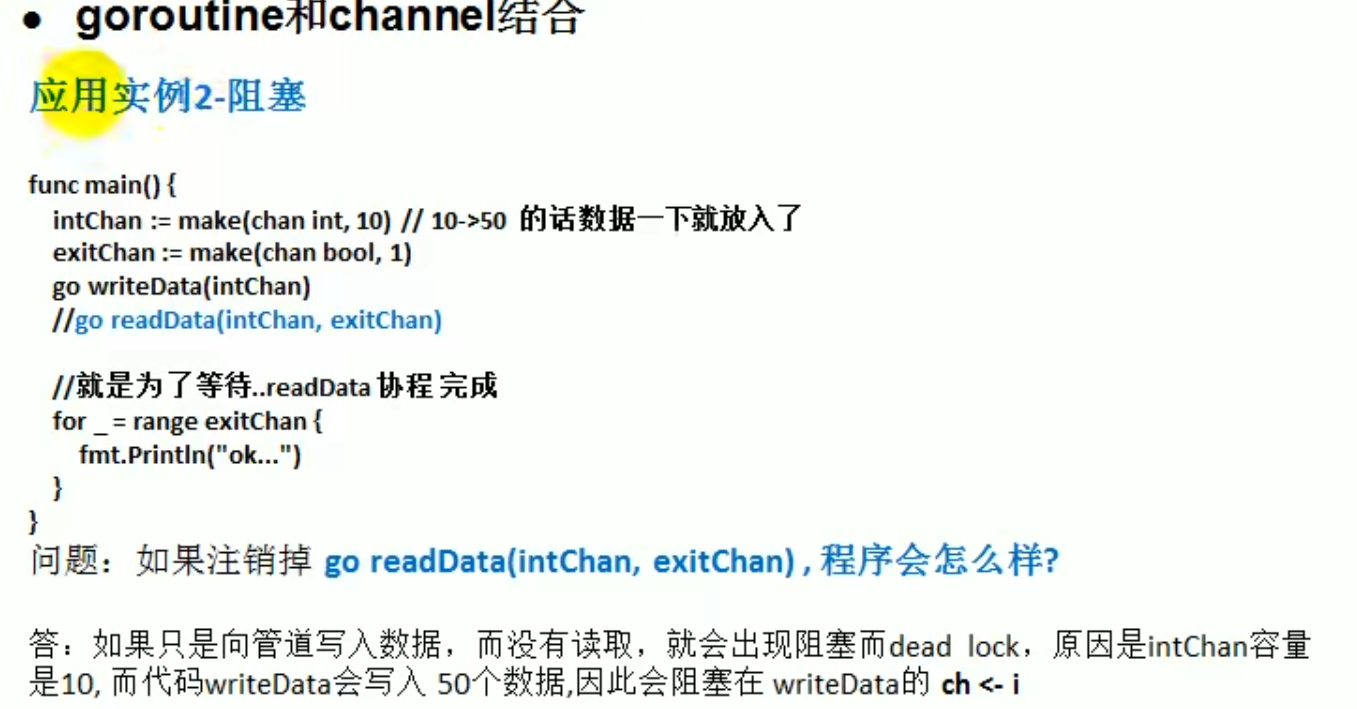 • goroutine和channel结合
应用实例2-阻塞
func main() {
intChan := make(chan int, 10) // 10->50 的话数据一下就放入了
exitChan := make(chan bool, 1)
go writeData(intChan)
//go readData(intChan, exitChan)
//就是为了等待..readData 协程 完成
for _ = range exitChan {
fmt.Println("ok...")
}
}
问题：如果注销掉 go readData(intChan, exitChan) , 程序会怎么样?
答：如果只是向管道写入数据，而没有读取，就会出现阻塞而dead lock，原因是intChan容量
是10, 而代码writeData会写入 50个数据,因此会阻塞在 writeData的 ch <- i